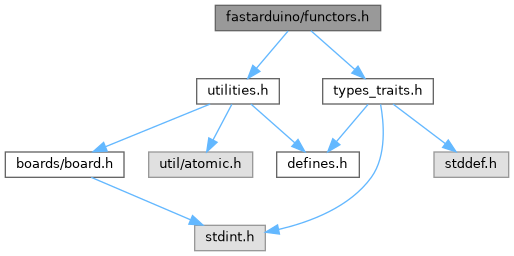 fastarduino/functors.h
utilities.h
types_traits.h
boards/board.h
util/atomic.h
defines.h
stddef.h
stdint.h